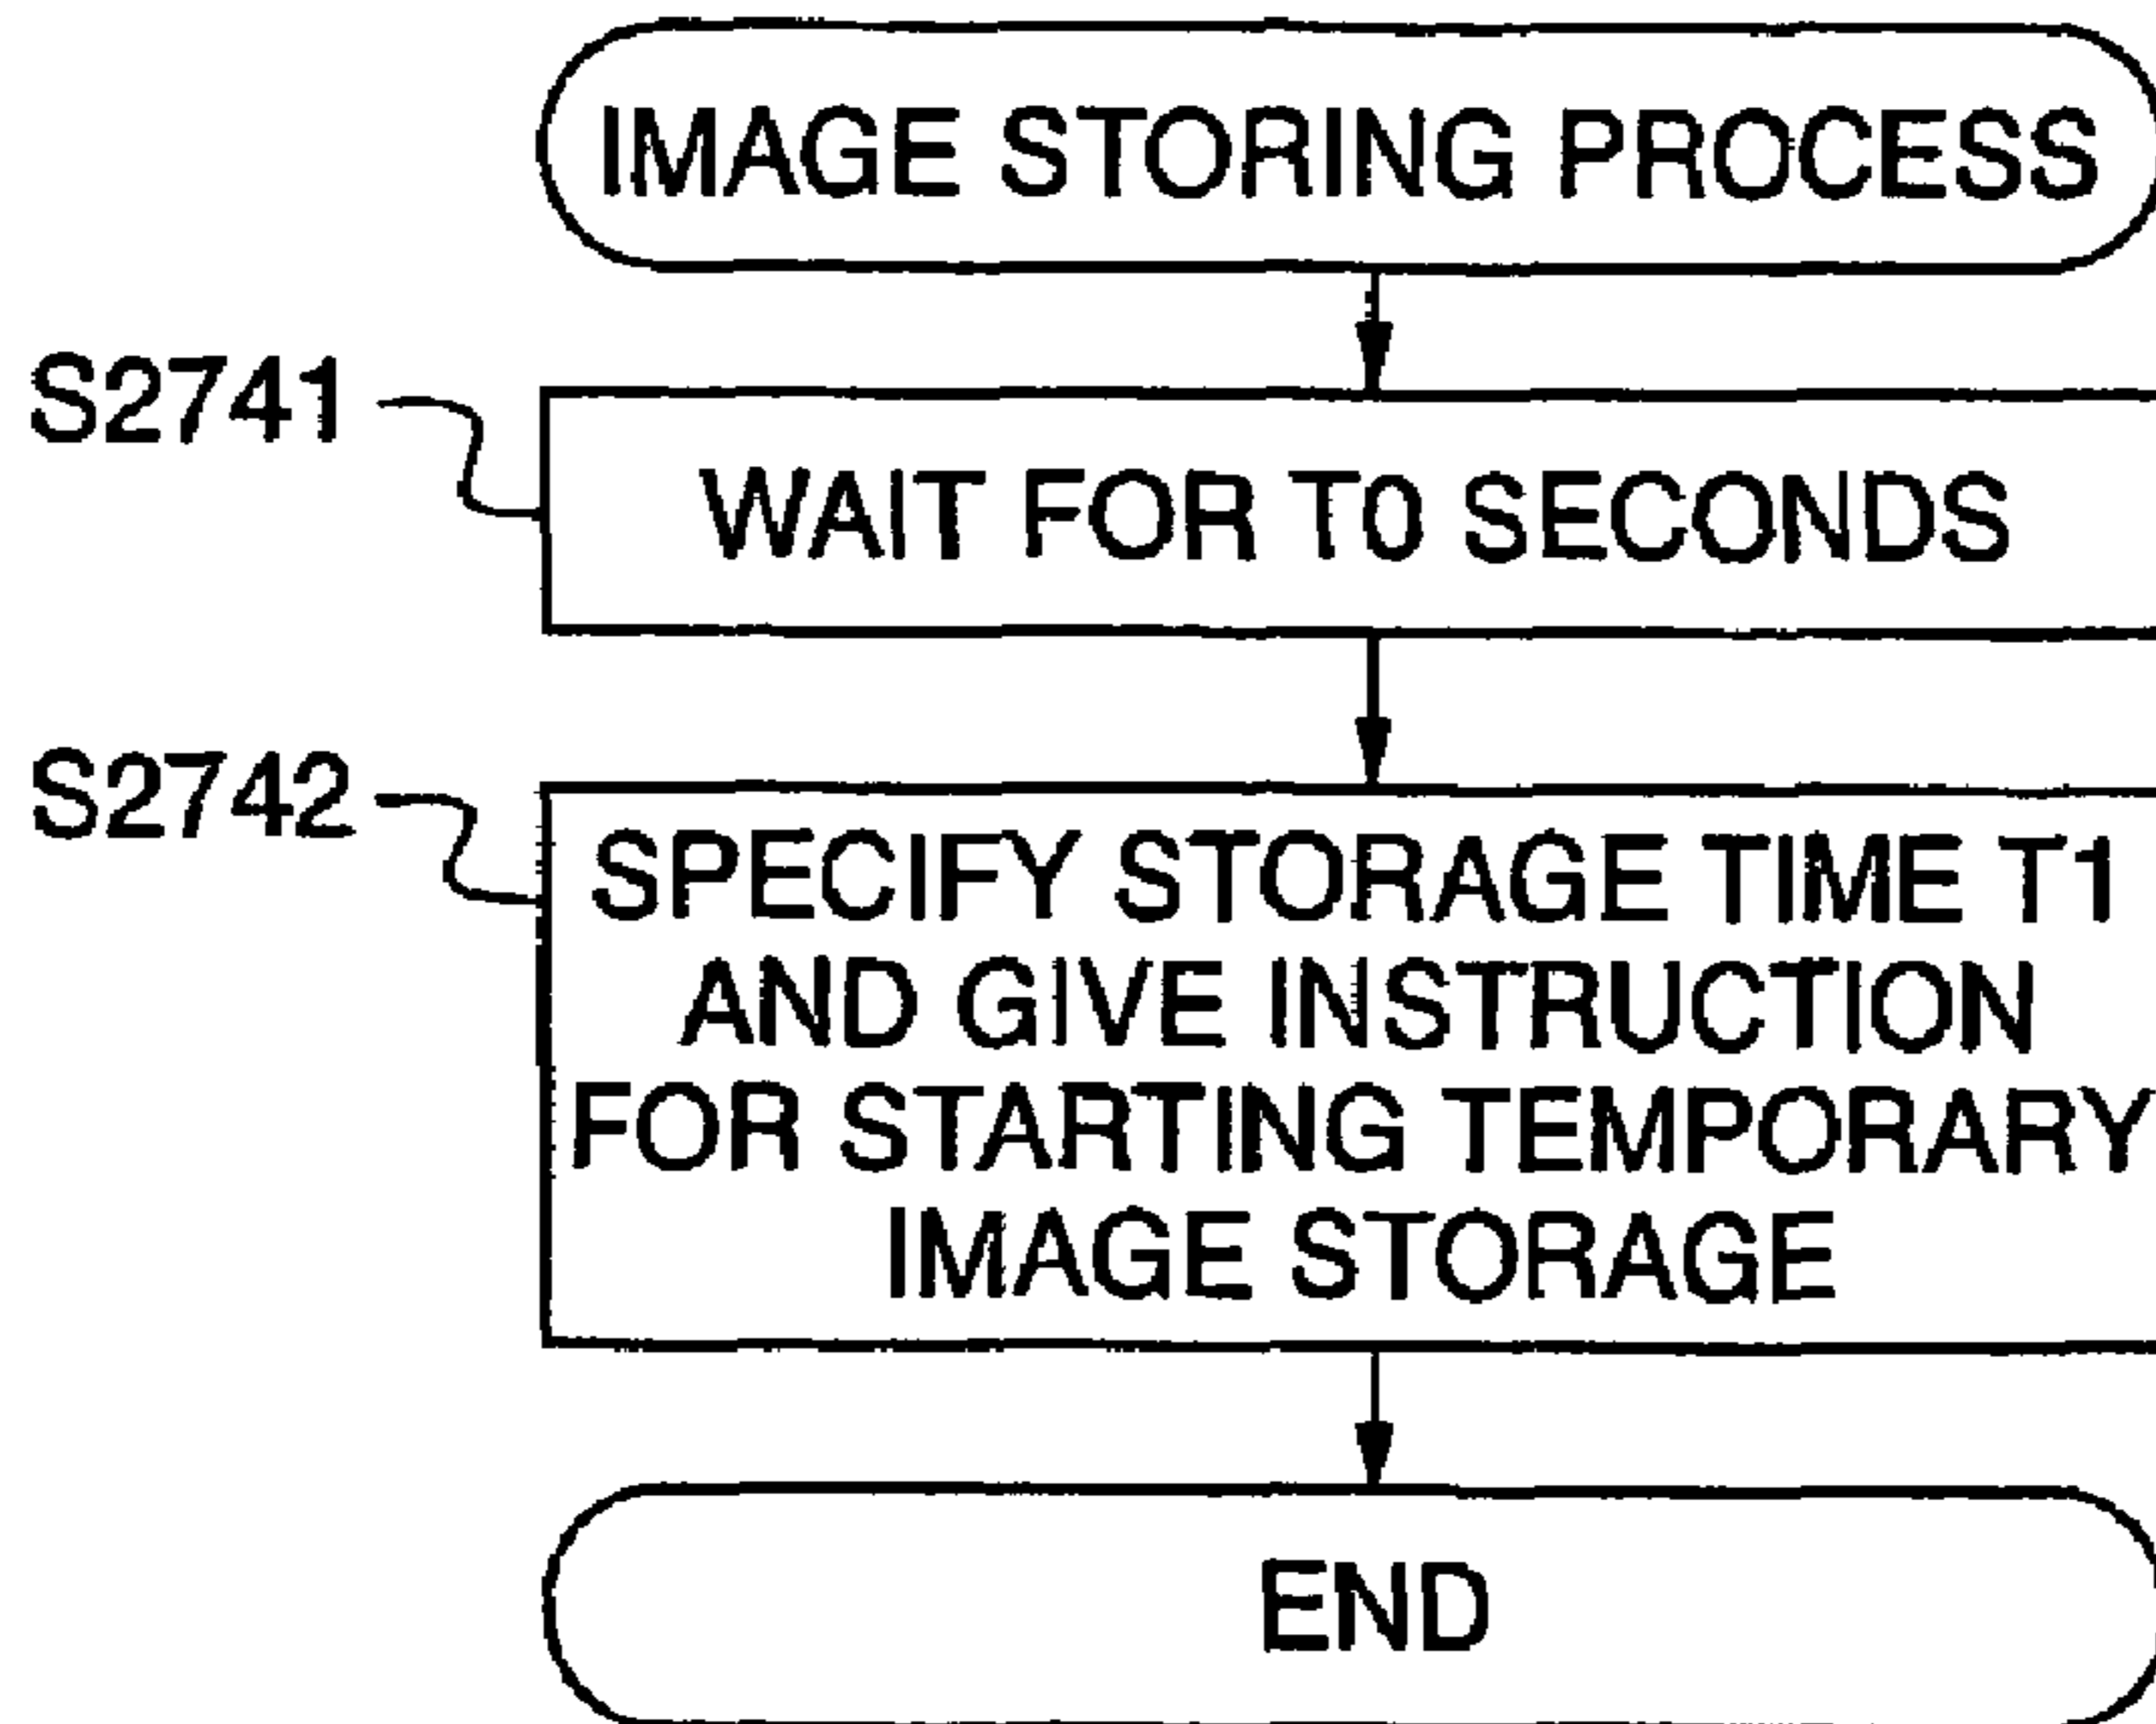 IMAGE STORING PROCESS
S2741
WAIT FOR T0 SECONDS
S2742
SPECIFY STORAGE TIME T1
AND GIVE INSTRUCTION
FOR STARTING TEMPORARY
IMAGE STORAGE
END